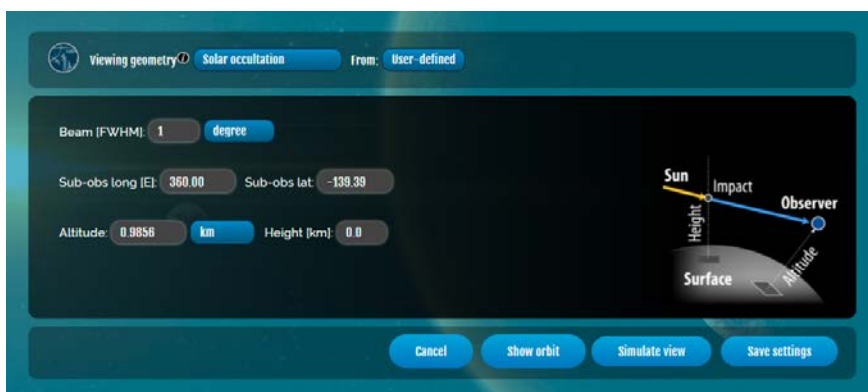 Viewing geometry Solar occultation From: User-defined
Beam [FWHM]: 1 degree
Sub-obs long [E]: 360.00 Sub-obs lat: -139.39
Altitude: 0.9856 km Height [km]: 0.0
Sun
Impact
Observer
Height
Surface
Altitude
Cancel Show orbit Simulate view Save settings